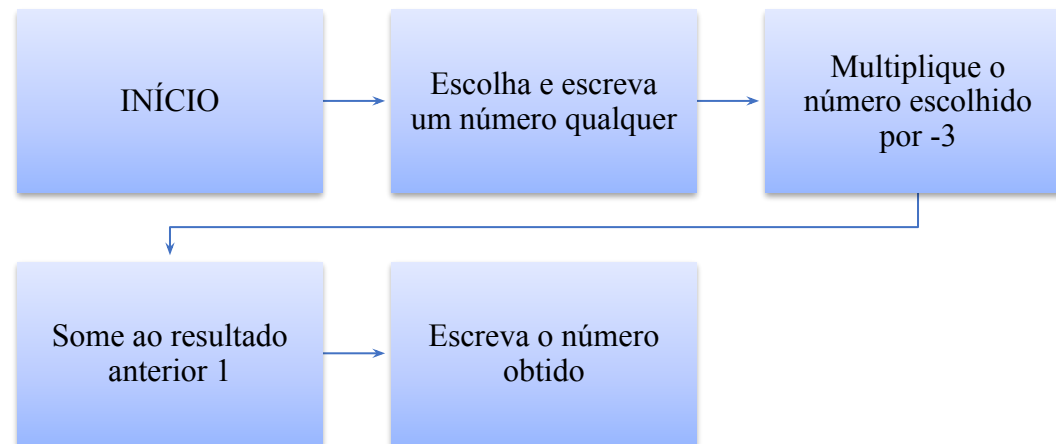 INÍCIO
Escolha e escreva
um número qualquer
Multiplique o
número escolhido
por -3
Some ao resultado
anterior 1
Escreva o número
obtido